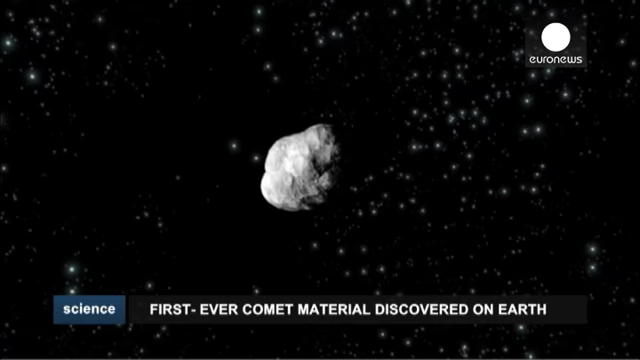 euronews
science
FIRST- EVER COMET MATERIAL DISCOVERED ON EARTH